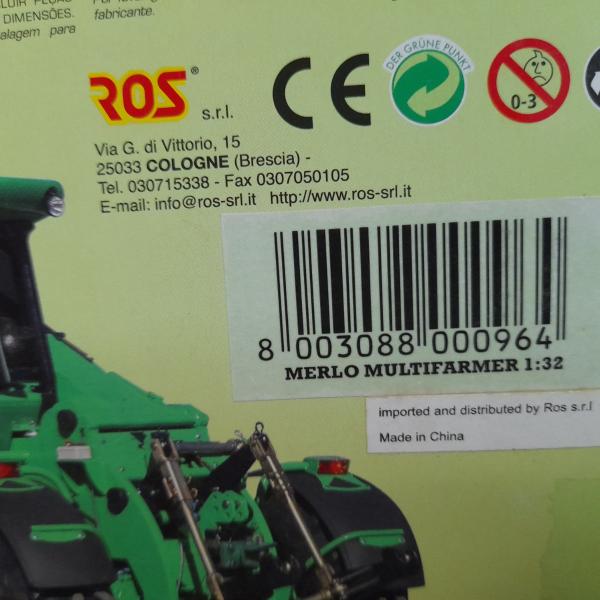 DIMENSÕES.
alagem para
fabricante.
ROS® s.r.l.
CE
DER GRÜNE PUNKT
0-3
Via G. di Vittorio, 15
25033 COLOGNE (Brescia) -
Tel. 030715338 - Fax 0307050105
E-mail: info@ros-srl.it http://www.ros-srl.it
8 003088 000964
MERLO MULTIFARMER 1:32
imported and distributed by Ros s.r.l
Made in China